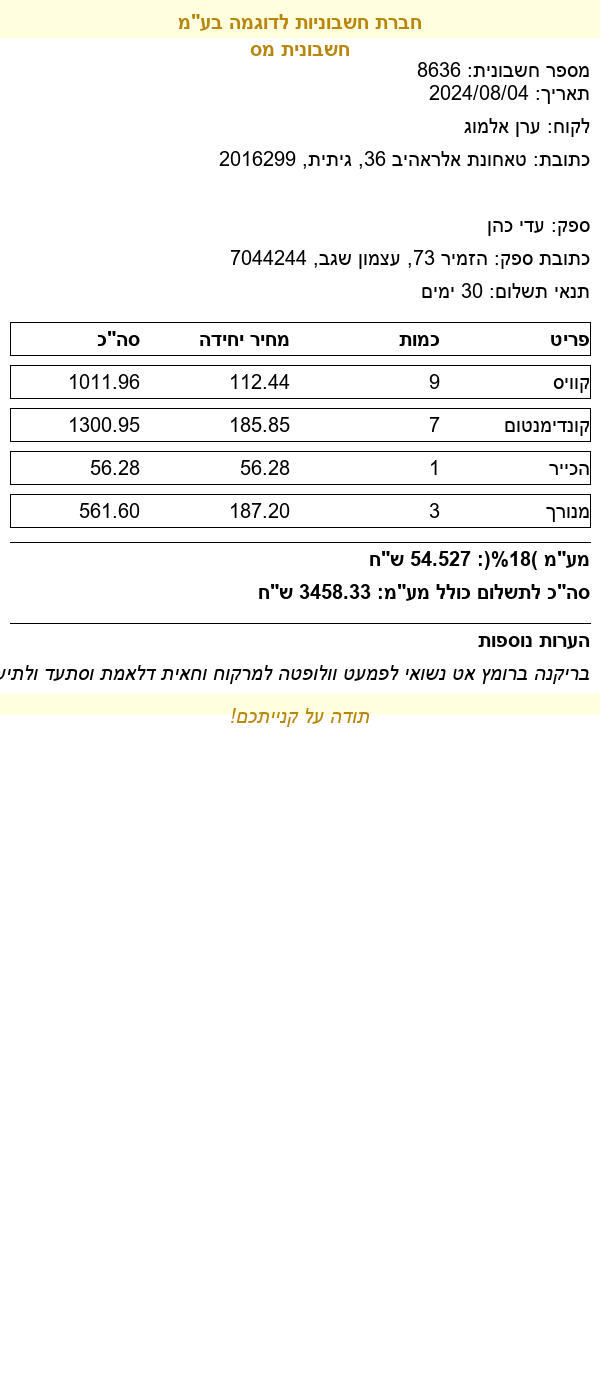 חברת חשבוניות לדוגמה בע"מ
חשבונית מס
מספר חשבונית: 8636
תאריך: 2024/08/04
לקוח: ערן אלמוג
כתובת: טאחונת אלראהיב 36, גיתית, 2016299
ספק: עדי כהן
כתובת ספק: הזמיר 73, עצמון שגב, 7044244
תנאי תשלום: 30 ימים
פריט כמות מחיר יחידה סה"כ
קוויס 9 112.44 1011.96
קונדימנטום 7 185.85 1300.95
הכייר 1 56.28 56.28
מנורך 3 187.20 561.60
מע"מ )18%(: 54.527 ש"ח
סה"כ לתשלום כולל מע"מ: 3458.33 ש"ח
הערות נוספות
בריקנה ברומץ אט נשואי לפמעט וולופטה למרקוח וחאית דלאמת וסתעד ולתיע
תודה על קנייתכם!